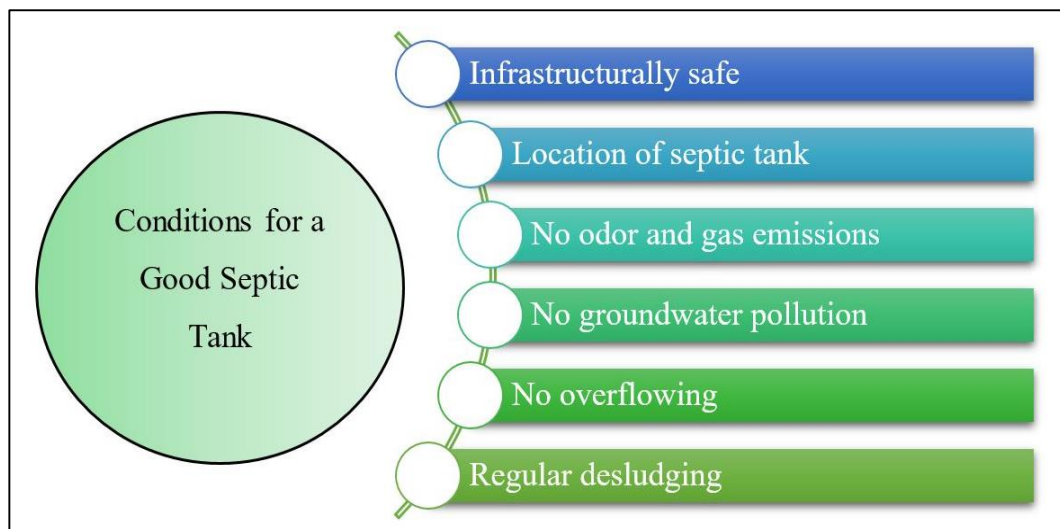 Conditions for a
Good Septic
Tank
Infrastructurally safe
Location of septic tank
No odor and gas emissions
No groundwater pollution
No overflowing
Regular desludging